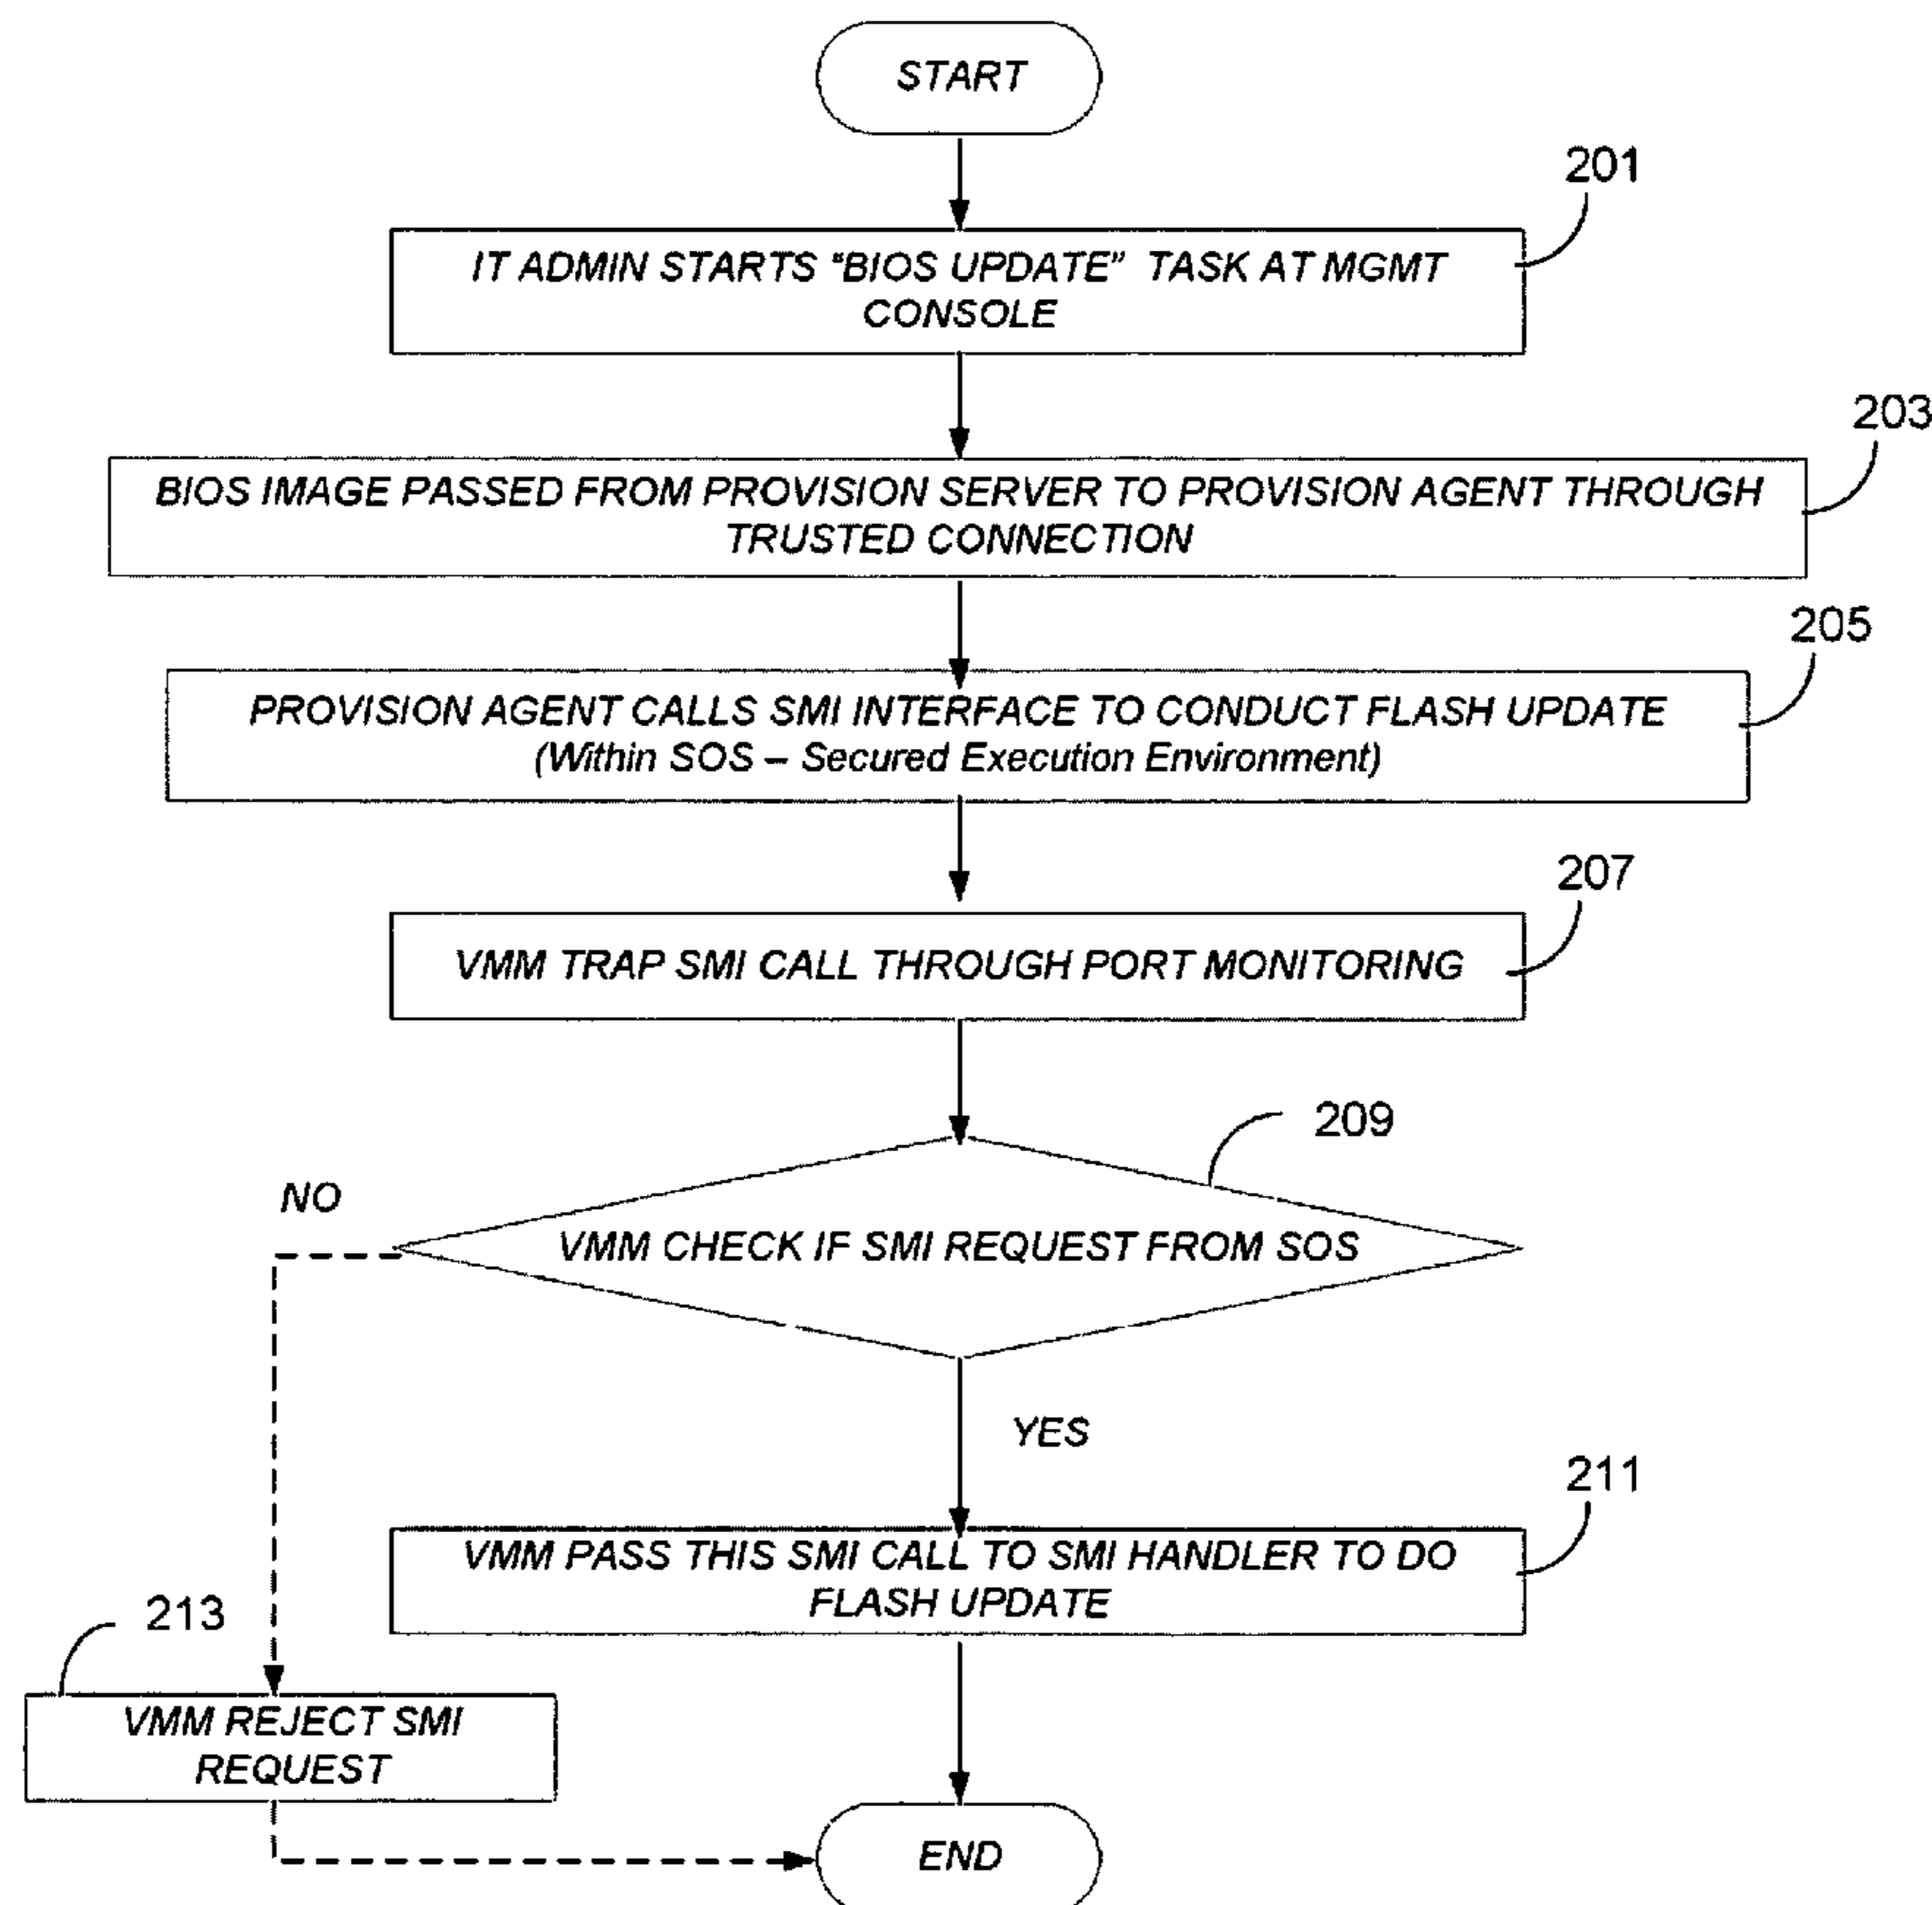 START
201
IT ADMIN STARTS "BIOS UPDATE" TASK AT MGMT
CONSOLE
203
BIOS IMAGE PASSED FROM PROVISION SERVER TO PROVISION AGENT THROUGH
TRUSTED CONNECTION
205
PROVISION AGENT CALLS SMI INTERFACE TO CONDUCT FLASH UPDATE
(Within SOS – Secured Execution Environment)
207
VMM TRAP SMI CALL THROUGH PORT MONITORING
209
NO
VMM CHECK IF SMI REQUEST FROM SOS
YES
211
VMM PASS THIS SMI CALL TO SMI HANDLER TO DO
FLASH UPDATE
213
VMM REJECT SMI
REQUEST
END